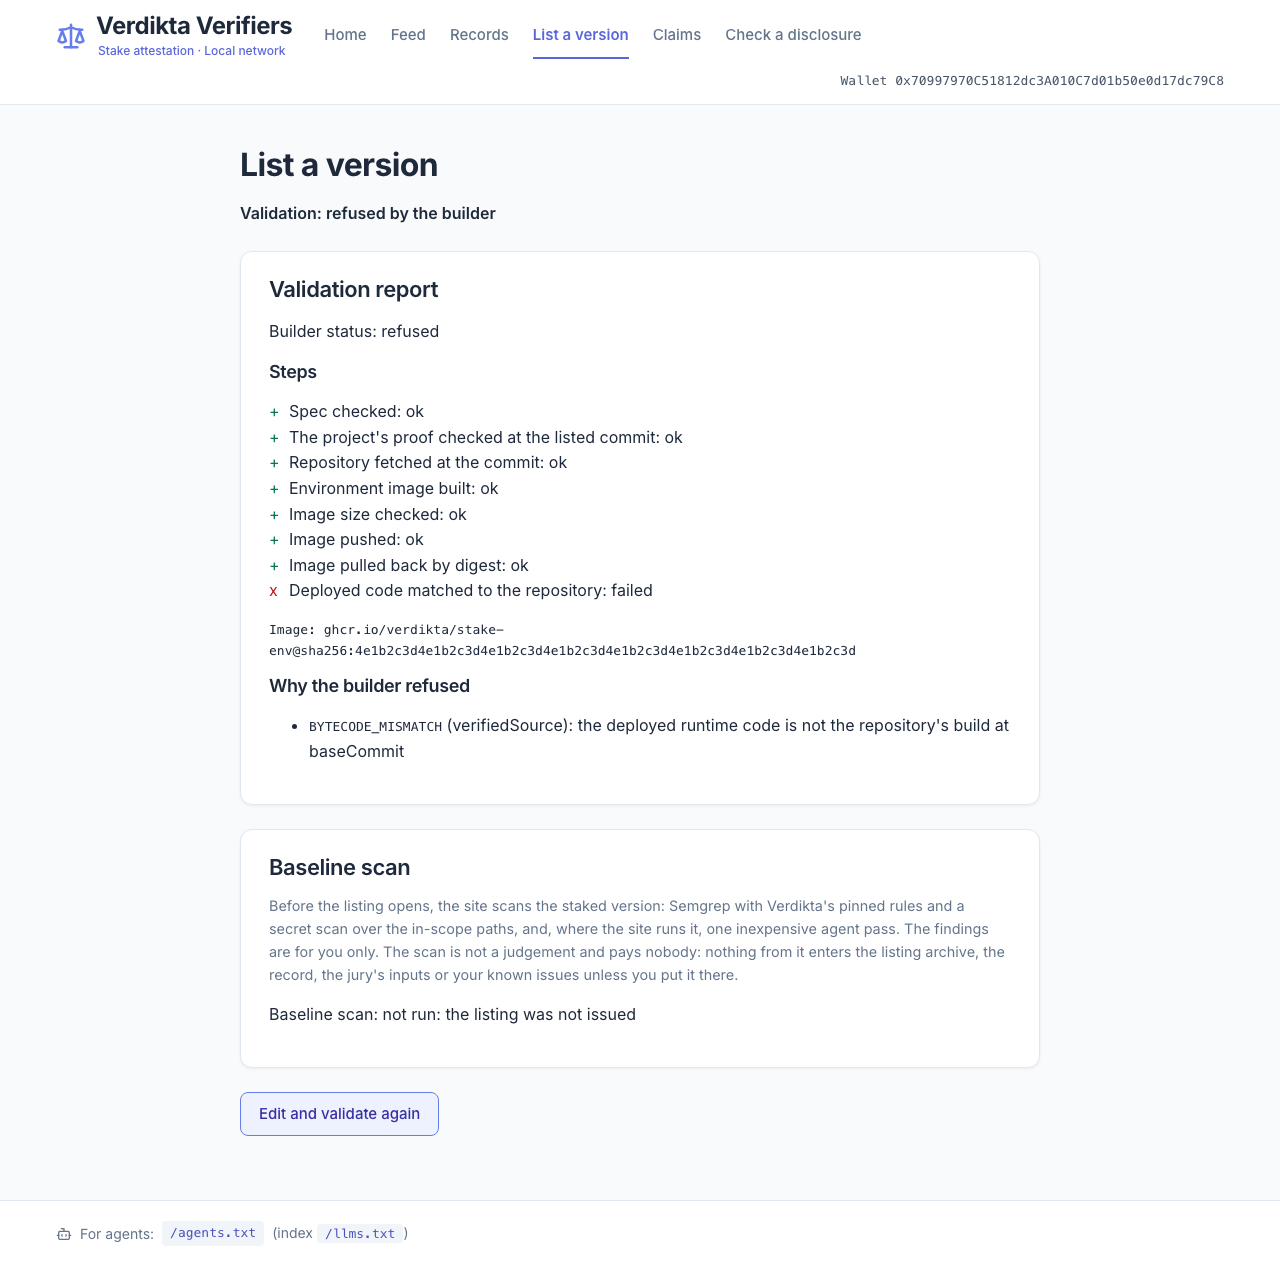 Verdikta Verifiers
Stake attestation · Local network
Home
Feed
Records
List a version
Claims
Check a disclosure
Wallet 0x70997970C51812dc3A010C7d01b50e0d17dc79C8
List a version
Validation: refused by the builder
Validation report
Builder status: refused
Steps
+ Spec checked: ok
+ The project's proof checked at the listed commit: ok
+ Repository fetched at the commit: ok
+ Environment image built: ok
+ Image size checked: ok
+ Image pushed: ok
+ Image pulled back by digest: ok
x Deployed code matched to the repository: failed
Image: ghcr.io/verdikta/stake-
env@sha256:4e1b2c3d4e1b2c3d4e1b2c3d4e1b2c3d4e1b2c3d4e1b2c3d4e1b2c3d4e1b2c3d
Why the builder refused
• BYTECODE_MISMATCH (verifiedSource): the deployed runtime code is not the repository's build at
baseCommit
Baseline scan
Before the listing opens, the site scans the staked version: Semgrep with Verdikta's pinned rules and a
secret scan over the in-scope paths, and, where the site runs it, one inexpensive agent pass. The findings
are for you only. The scan is not a judgement and pays nobody: nothing from it enters the listing archive, the
record, the jury's inputs or your known issues unless you put it there.
Baseline scan: not run: the listing was not issued
Edit and validate again
For agents: /agents.txt (index /llms.txt)